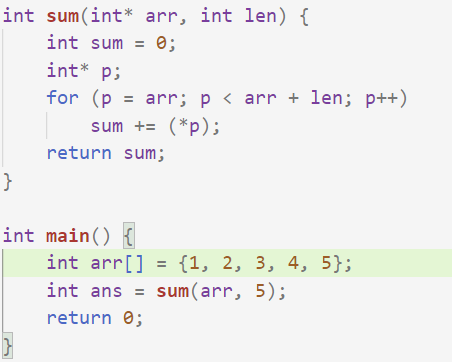 int sum(int* arr, int len) {
    int sum = 0;
    int* p;
    for (p = arr; p < arr + len; p++)
        sum += (*p);
    return sum;
}

int main() {
    int arr[] = {1, 2, 3, 4, 5};
    int ans = sum(arr, 5);
    return 0;
}